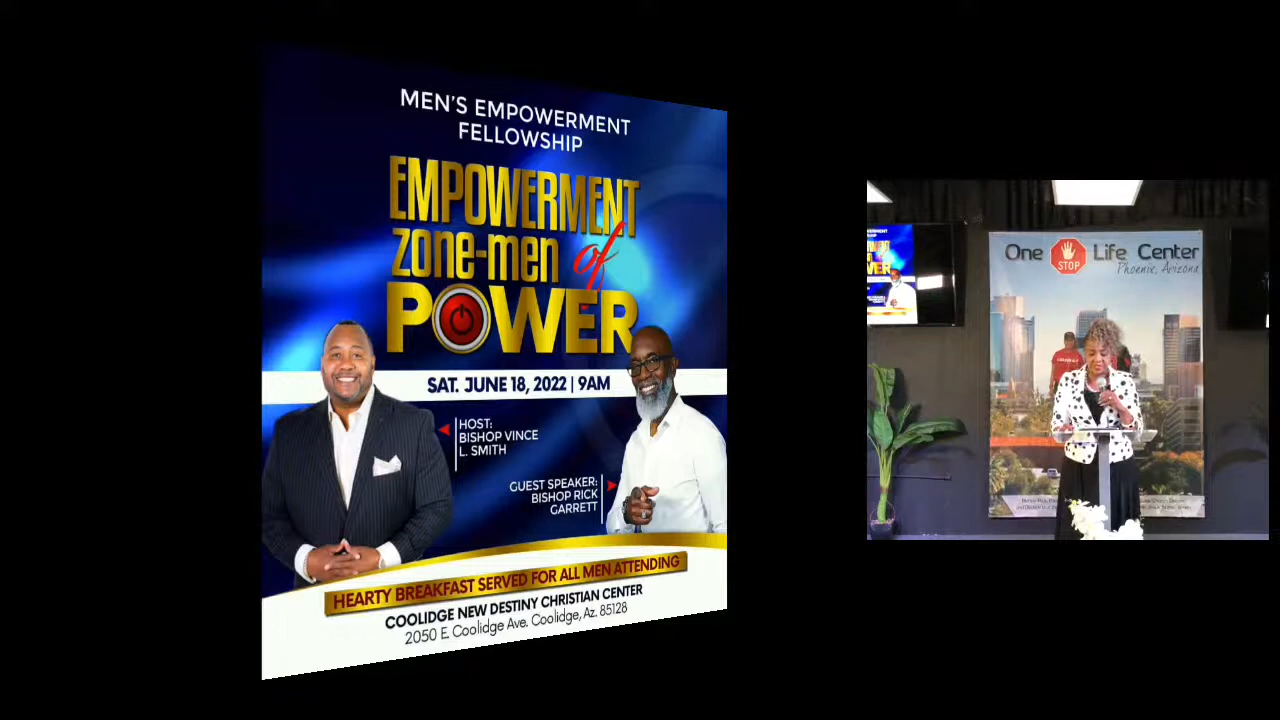 MEN'S EMPOWERMENT
FELLOWSHIP
EMPOWERMENT
zone-men of
POWER
SAT. JUNE 18, 2022 | 9AM
HOST:
BISHOP VINCE
L. SMITH
GUEST SPEAKER:
BISHOP RICK
GARRETT
HEARTY BREAKFAST SERVED FOR ALL MEN ATTENDING
COOLIDGE NEW DESTINY CHRISTIAN CENTER
2050 E. Coolidge Ave. Coolidge, Az. 85128
One STOP Life Center
Phoenix, Arizona